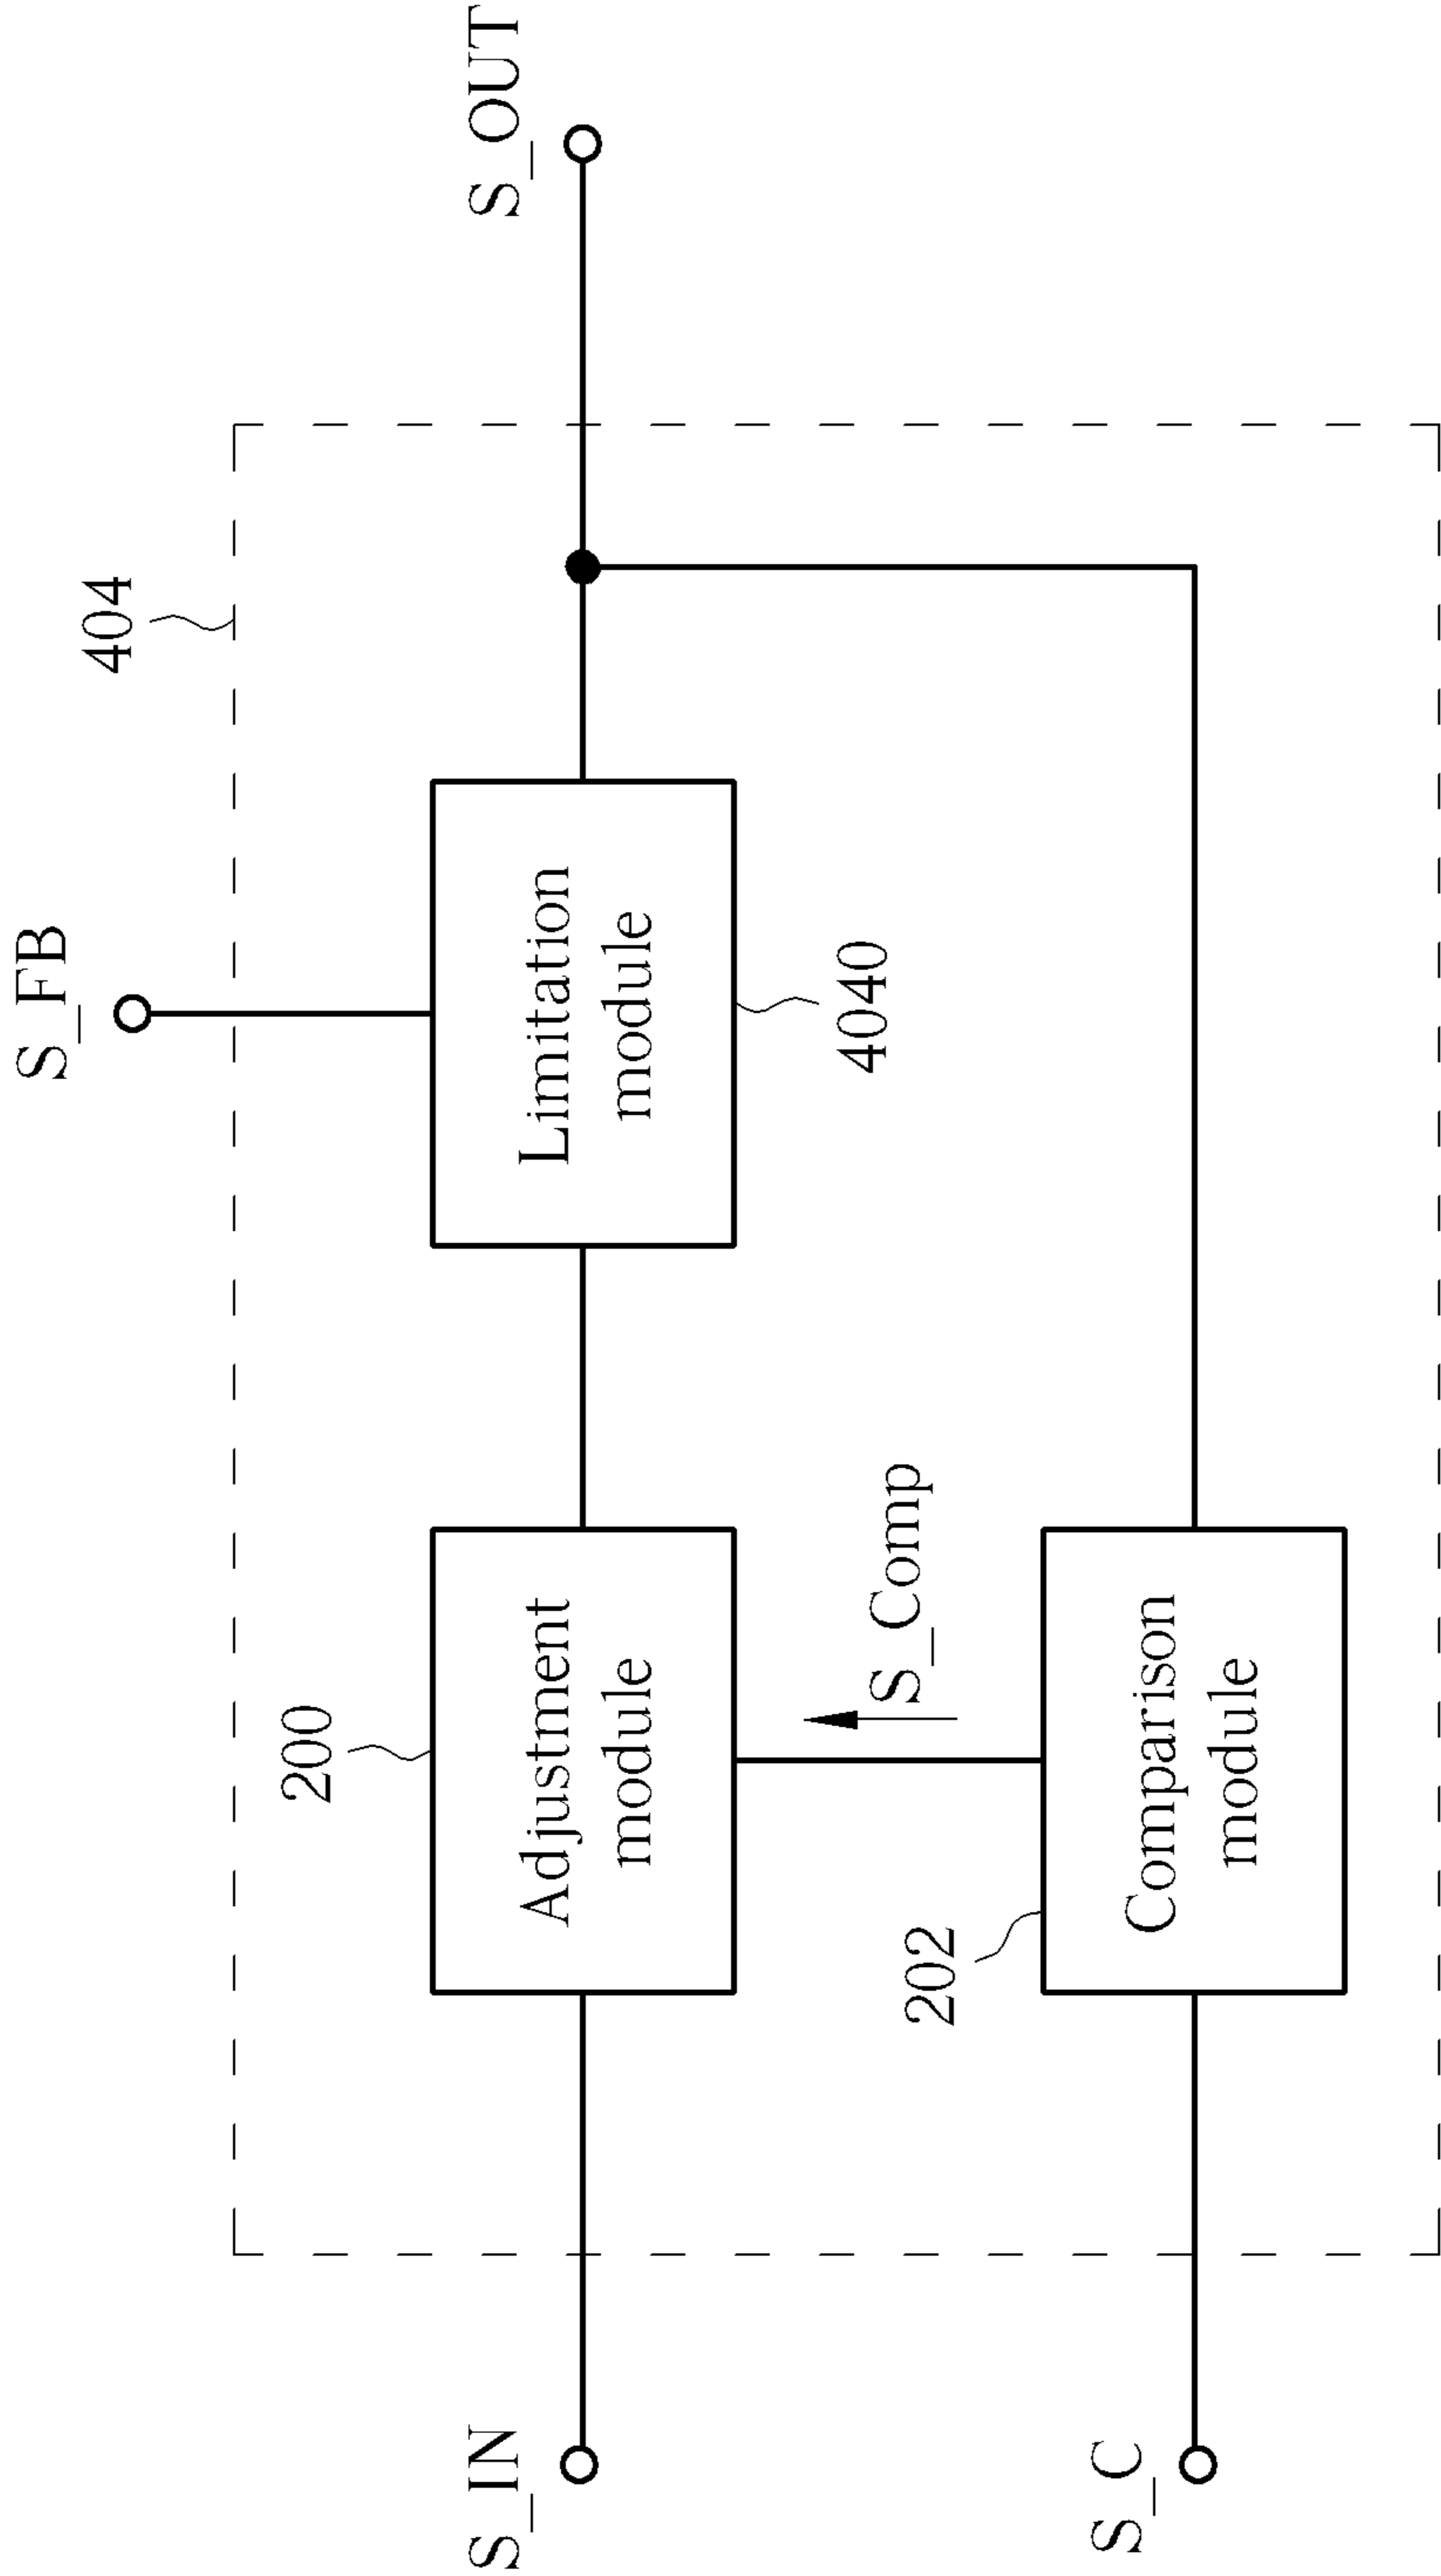 S_FB
404
S_IN
200
Adjustment
module
Limitation
module
S_OUT
4040
S_Comp
202
S_C
Comparison
module